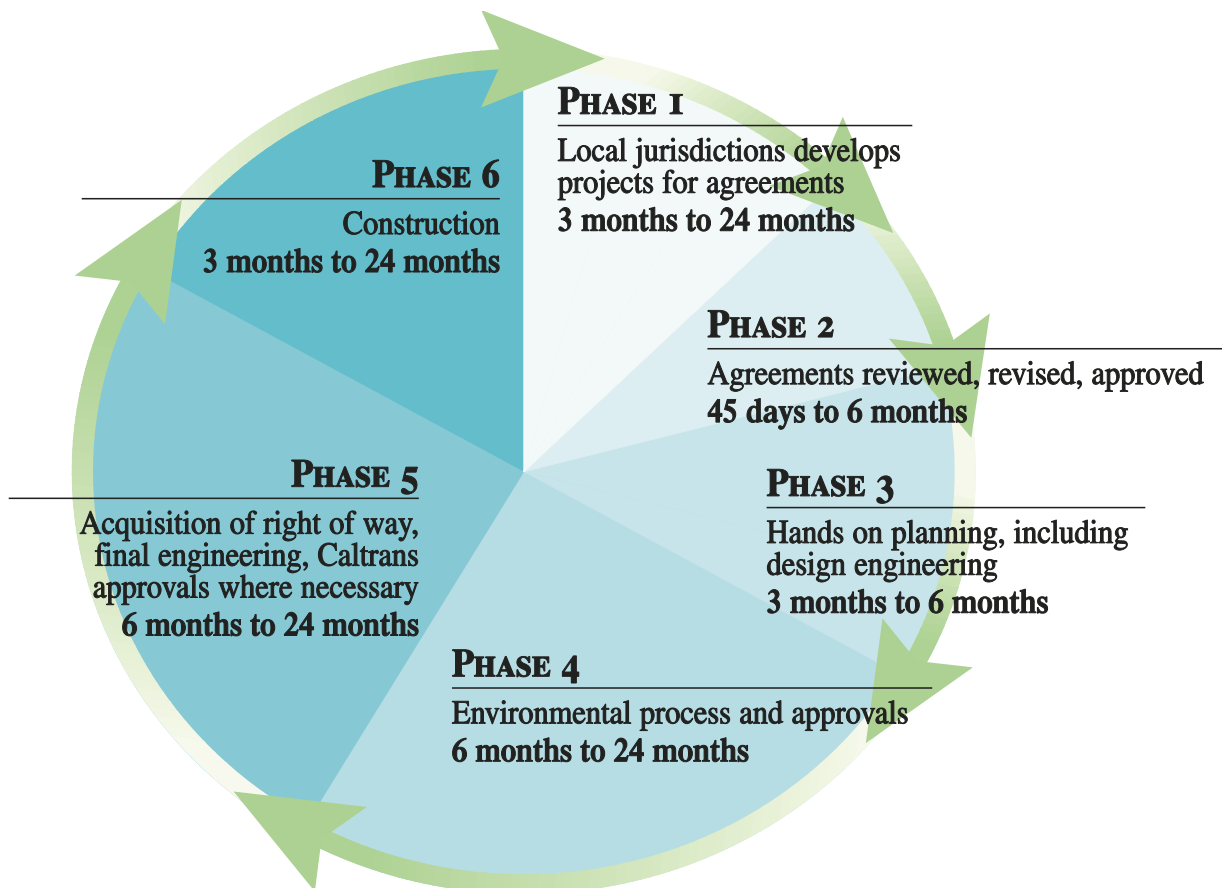 PHASE 1
Local jurisdictions develops
projects for agreements
3 months to 24 months
PHASE 2
Agreements reviewed, revised, approved
45 days to 6 months
PHASE 3
Hands on planning, including
design engineering
3 months to 6 months
PHASE 4
Environmental process and approvals
6 months to 24 months
PHASE 5
Acquisition of right of way,
final engineering, Caltrans
approvals where necessary
6 months to 24 months
PHASE 6
Construction
3 months to 24 months